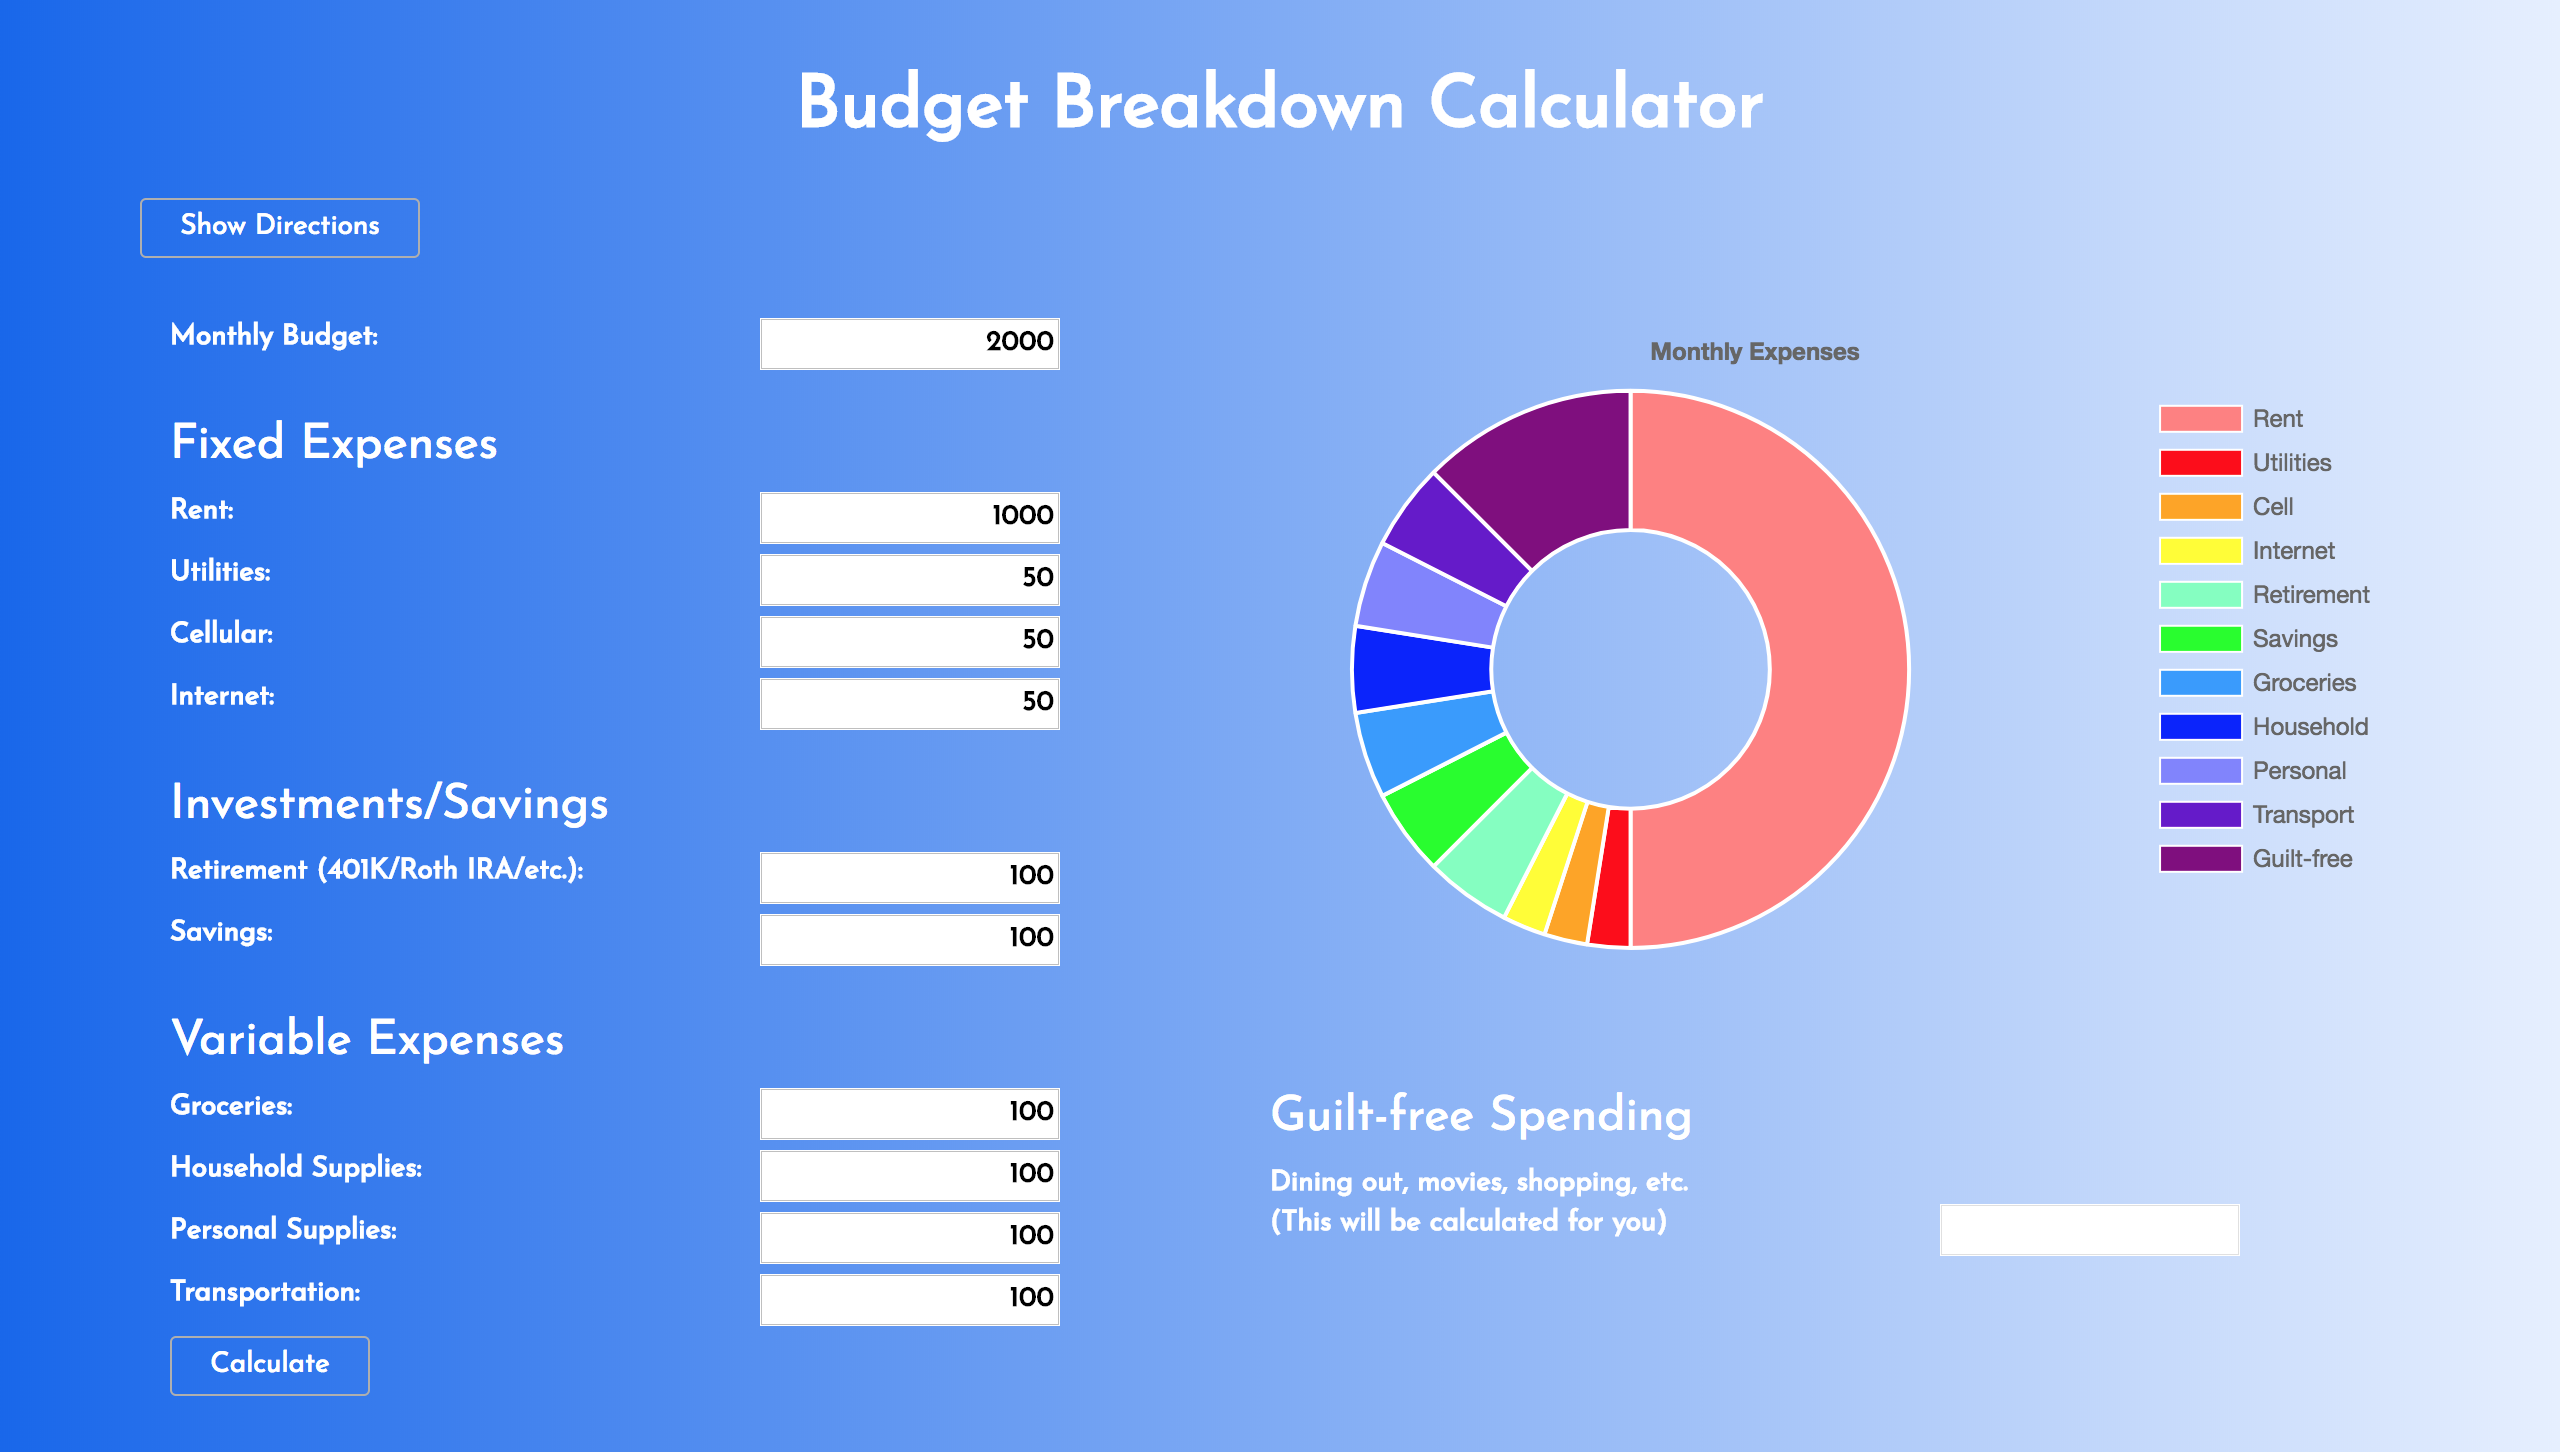 Budget Breakdown Calculator
Show Directions
Monthly Budget: 2000
Fixed Expenses
Rent: 1000
Utilities: 50
Cellular: 50
Internet: 50
Investments/Savings
Retirement (401K/Roth IRA/etc.): 100
Savings: 100
Variable Expenses
Groceries: 100
Household Supplies: 100
Personal Supplies: 100
Transportation: 100
Calculate
Monthly Expenses
Rent
Utilities
Cell
Internet
Retirement
Savings
Groceries
Household
Personal
Transport
Guilt-free
Guilt-free Spending
Dining out, movies, shopping, etc.
(This will be calculated for you)